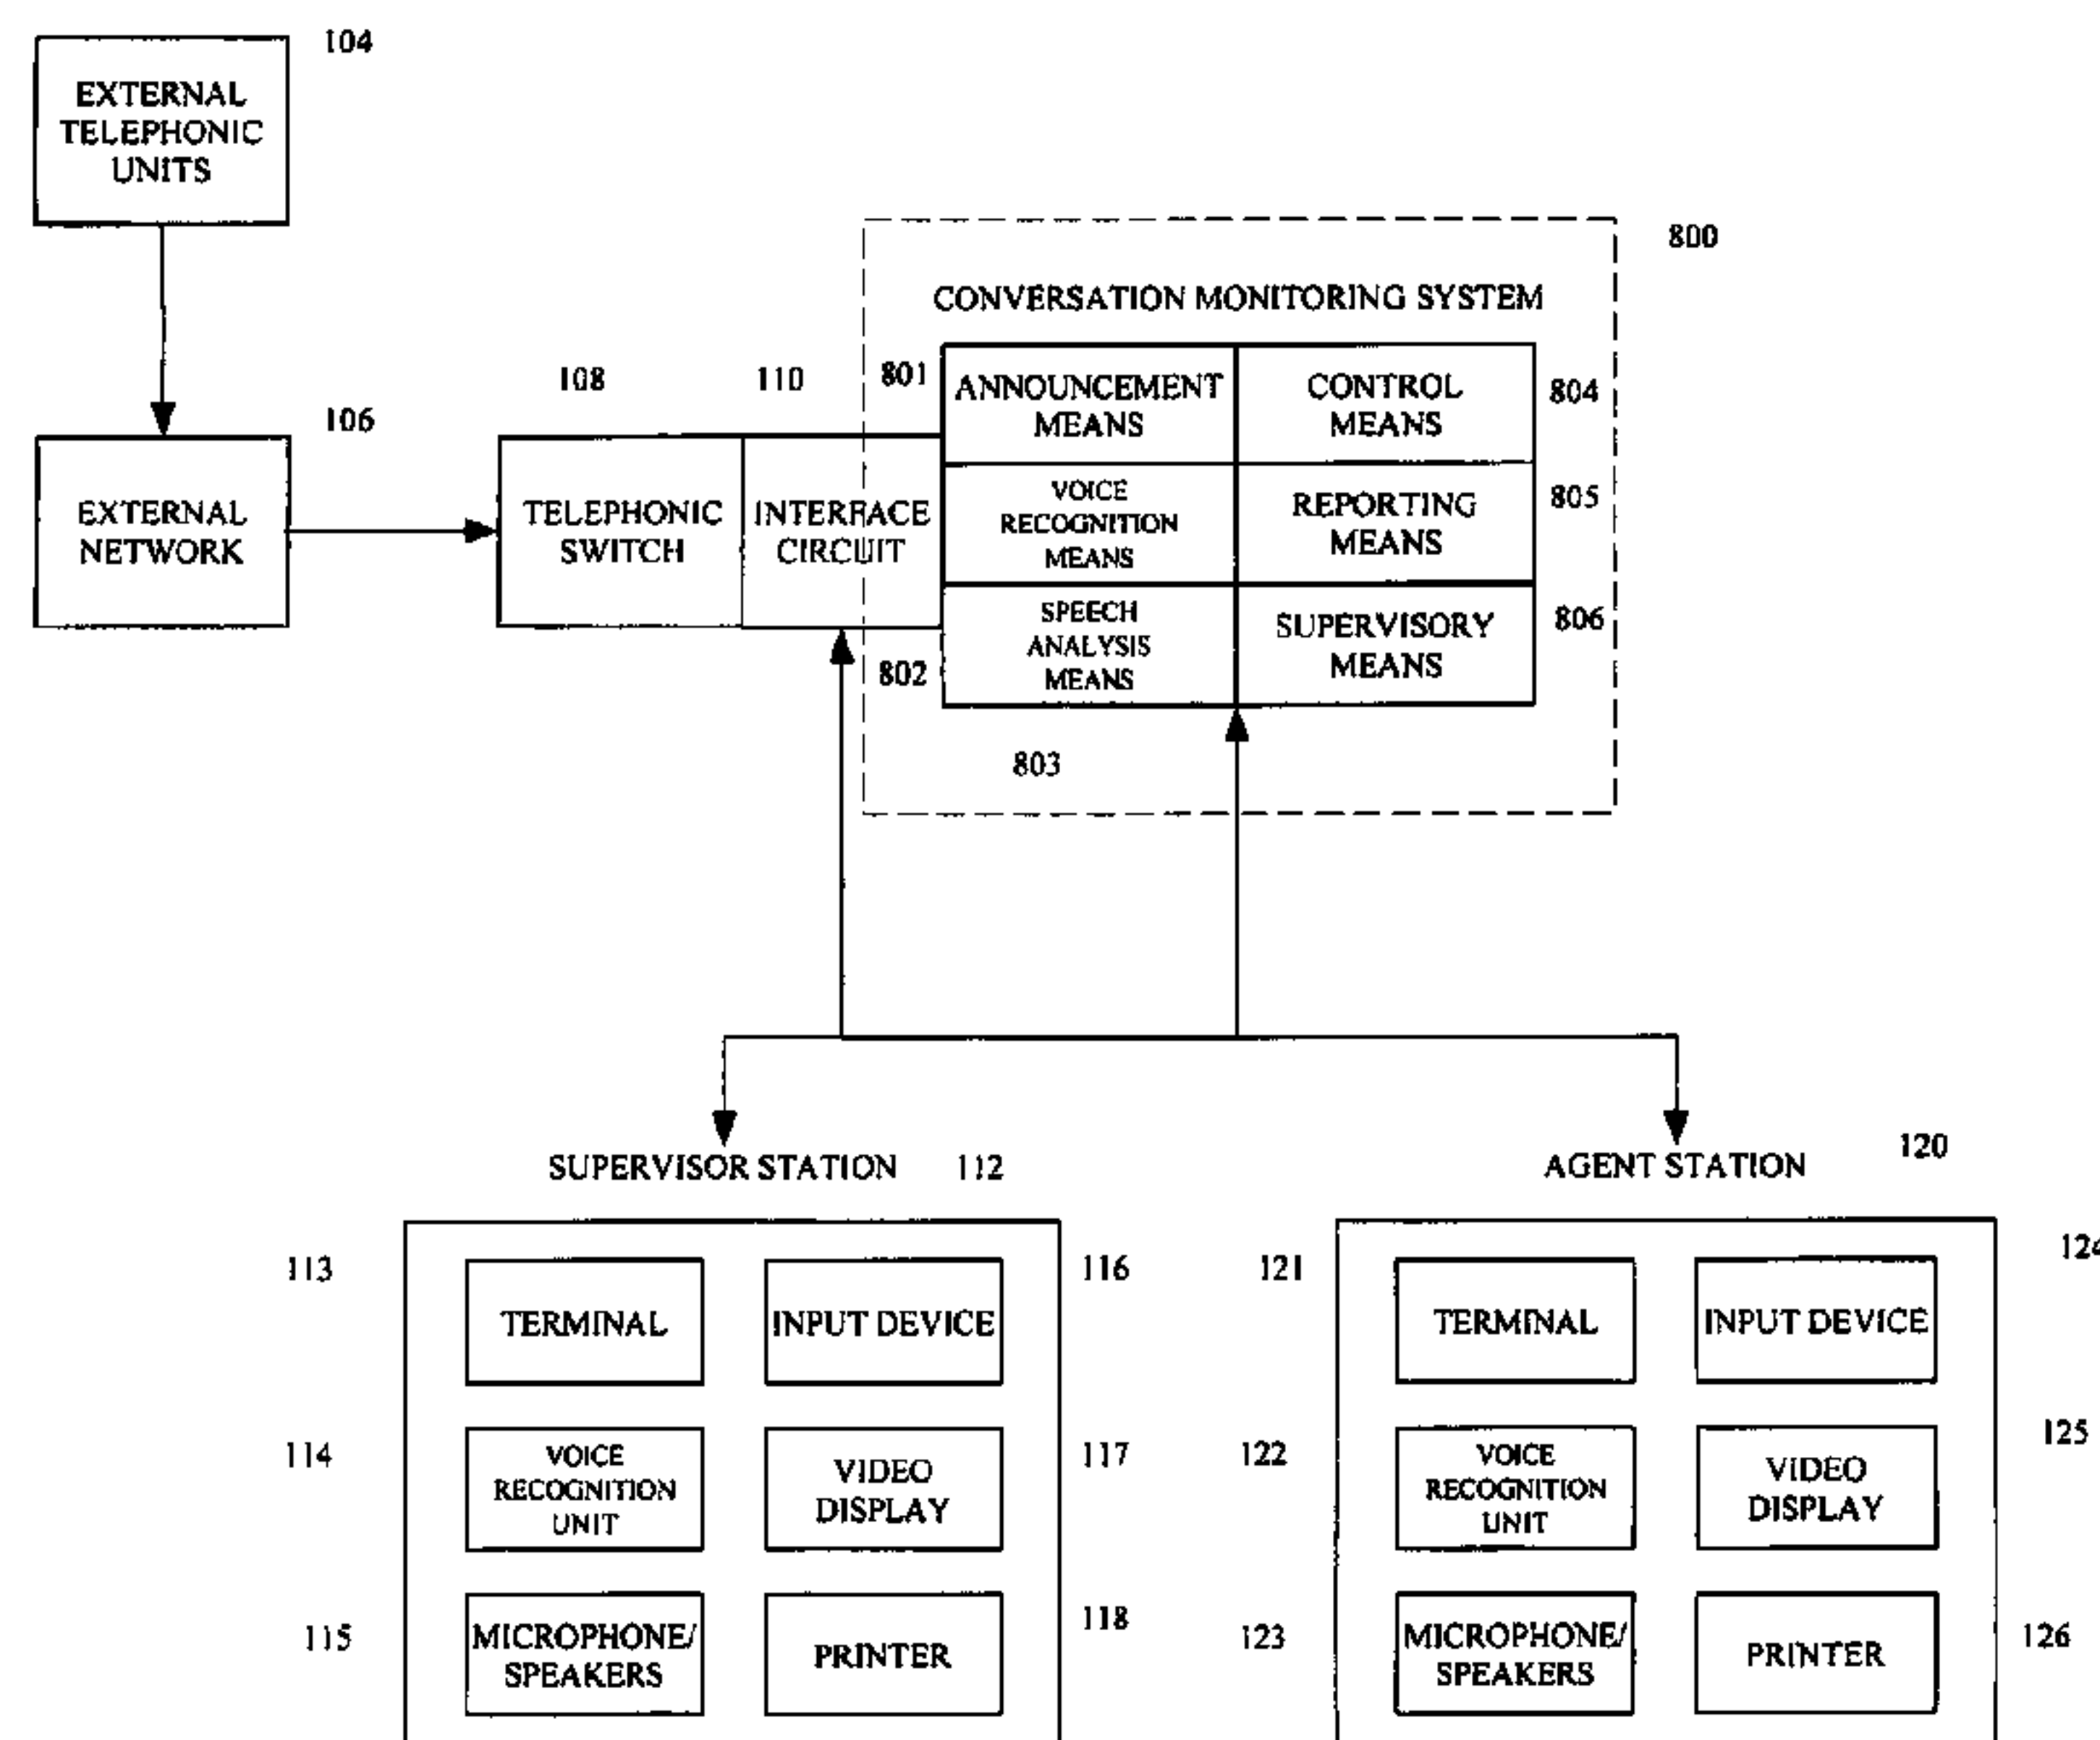 104
EXTERNAL
TELEPHONIC
UNITS
800
CONVERSATION MONITORING SYSTEM
108
110
801
ANNOUNCEMENT
MEANS
CONTROL
MEANS
804
106
EXTERNAL
NETWORK
TELEPHONIC
SWITCH
INTERFACE
CIRCUIT
VOICE
RECOGNITION
MEANS
REPORTING
MEANS
805
802
SPEECH
ANALYSIS
MEANS
SUPERVISORY
MEANS
806
803
SUPERVISOR STATION 112
AGENT STATION
120
113
TERMINAL
INPUT DEVICE
116
114
VOICE
RECOGNITION
UNIT
VIDEO
DISPLAY
117
115
MICROPHONE/
SPEAKERS
PRINTER
118
121
TERMINAL
INPUT DEVICE
122
VOICE
RECOGNITION
UNIT
VIDEO
DISPLAY
125
123
MICROPHONE/
SPEAKERS
PRINTER
126